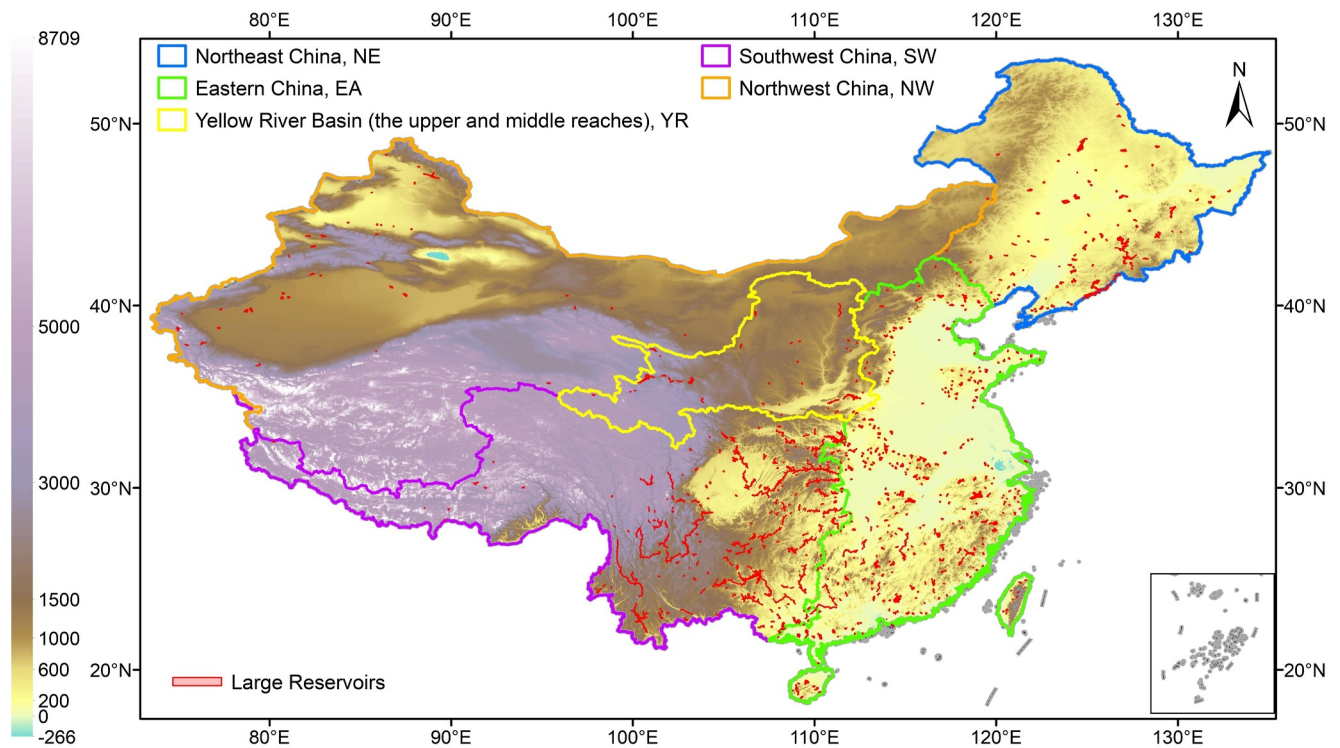 80°E 90°E 100°E 110°E 120°E 130°E
8709
Northeast China, NE
Southwest China, SW
Eastern China, EA
Northwest China, NW
Yellow River Basin (the upper and middle reaches), YR
N
50°N
50°N
40°N
40°N
5000
3000
30°N
30°N
1500
1000
600
200
0
-266
20°N
20°N
Large Reservoirs
80°E 90°E 100°E 110°E 120°E 130°E